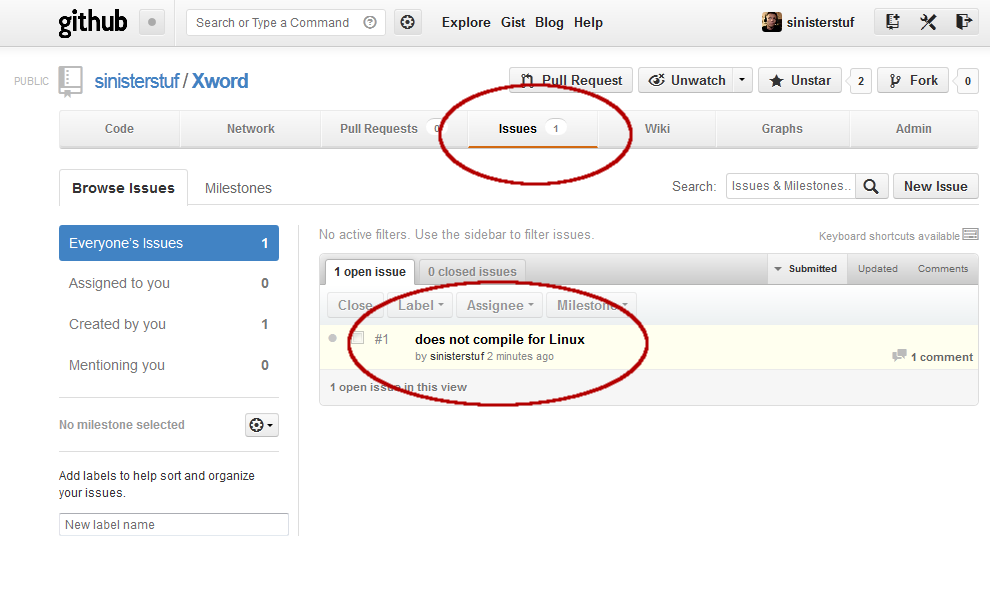 github Search or Type a Command Explore Gist Blog Help sinisterstuf
PUBLIC sinisterstuf / Xword Pull Request Unwatch Unstar 2 Fork 0
Code Network Pull Requests 0 Issues 1 Wiki Graphs Admin
Browse Issues Milestones Search: Issues & Milestones.. New Issue
Everyone's Issues 1
Assigned to you 0
Created by you 1
Mentioning you 0
No milestone selected
Add labels to help sort and organize
your issues.
New label name
No active filters. Use the sidebar to filter issues. Keyboard shortcuts available
1 open issue 0 closed issues Submitted Updated Comments
Close Label Assignee Milestone
#1 does not compile for Linux
by sinisterstuf 2 minutes ago 1 comment
1 open issue in this view